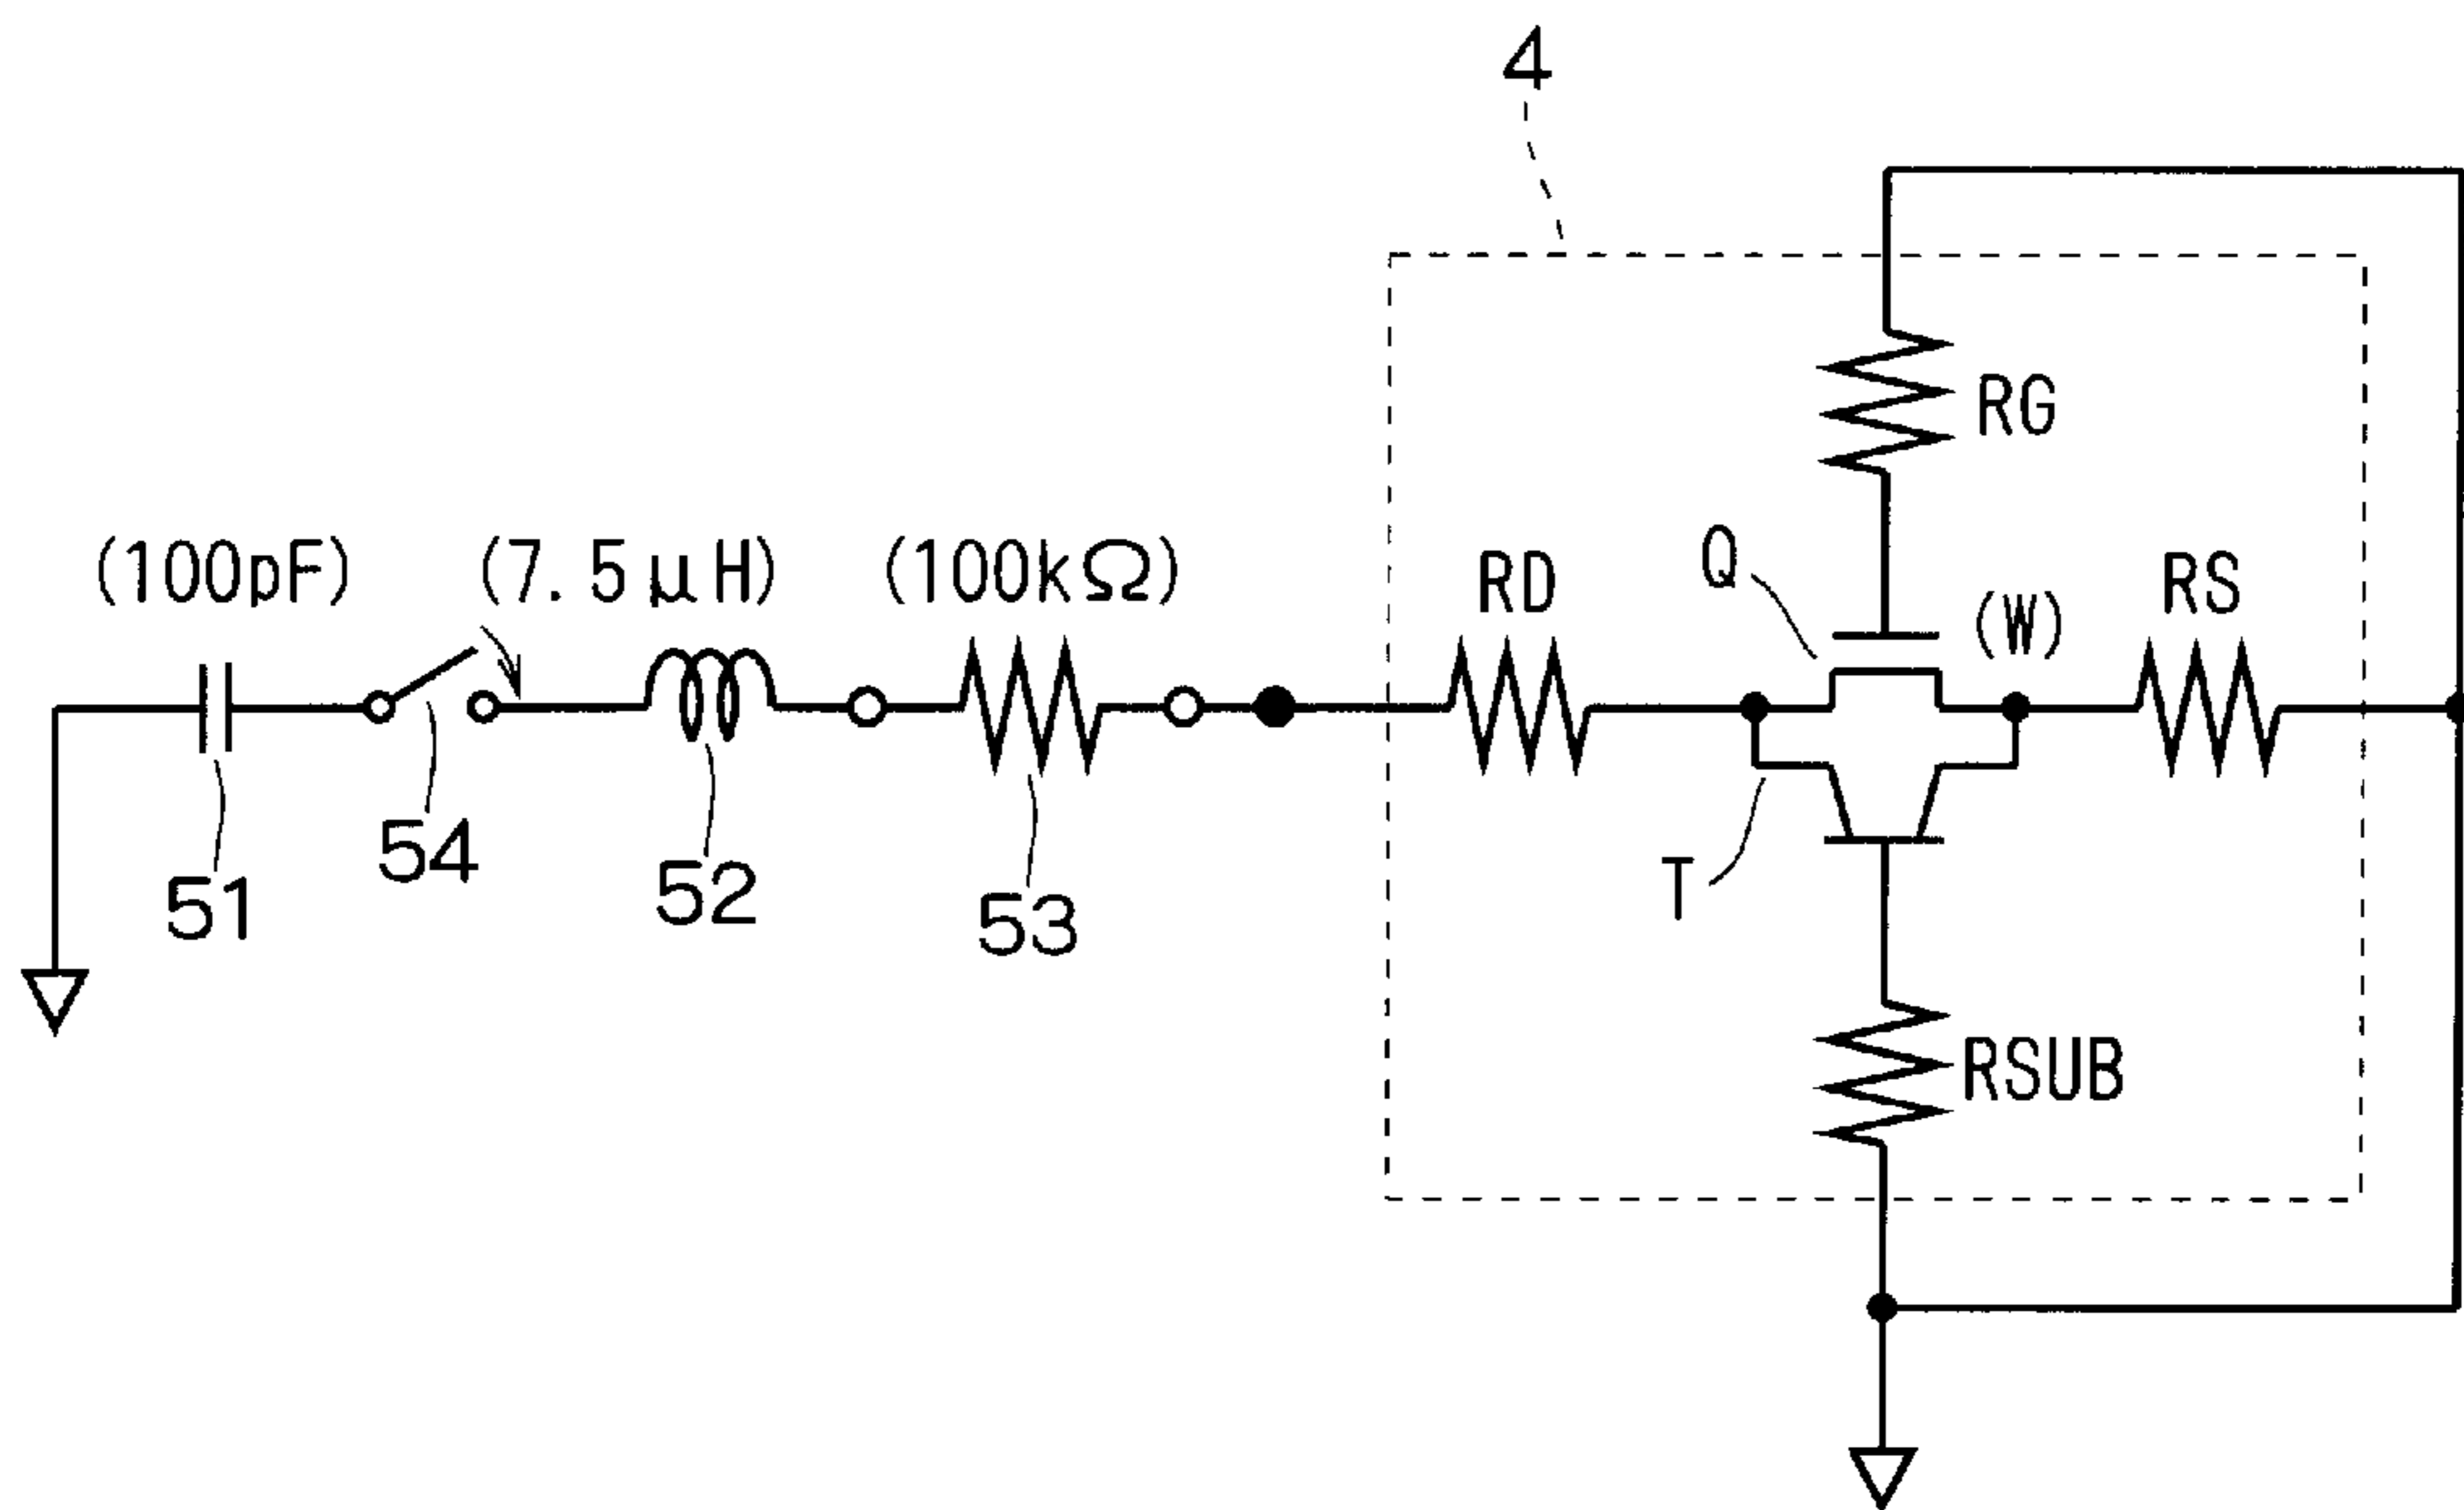 4
RG
(100pF)
(7.5μH)
(100kΩ)
RD
Q
(W)
RS
54
51
52
53
T
RSUB